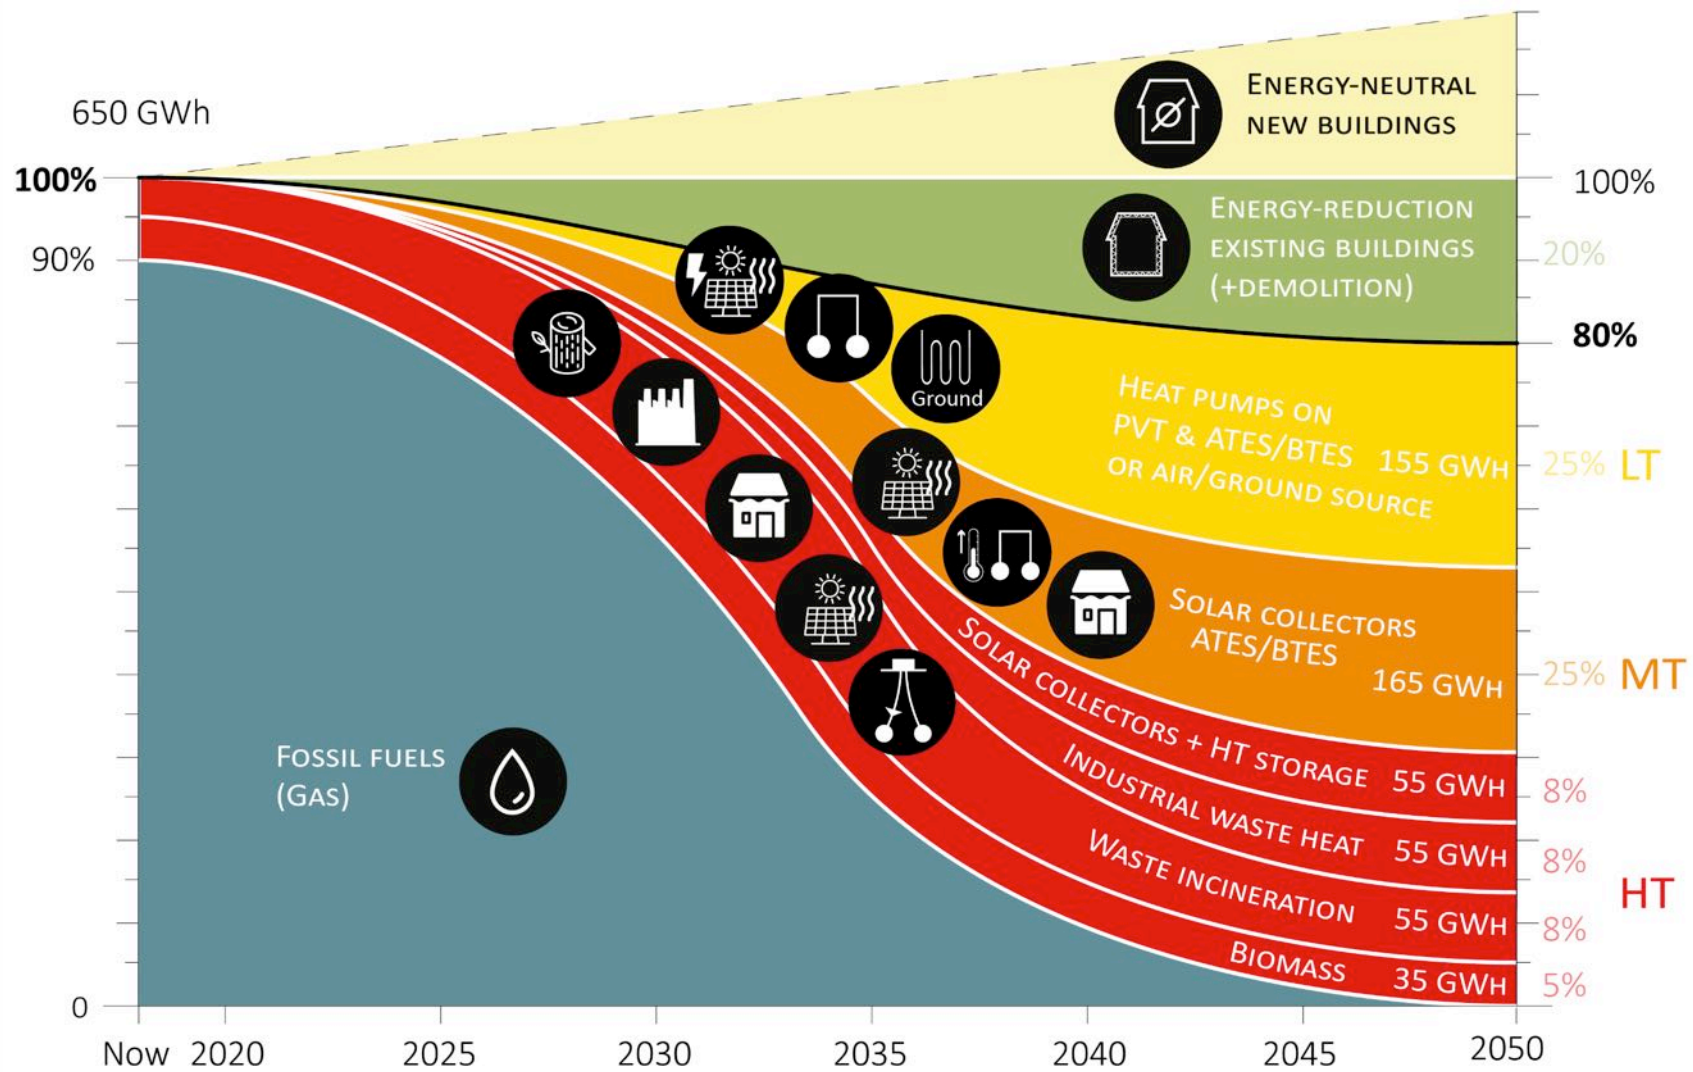 650 GWh
100%
90%
0
ENERGY-NEUTRAL
NEW BUILDINGS
100%
ENERGY-REDUCTION
EXISTING BUILDINGS
(+DEMOLITION)
20%
80%
Ground
HEAT PUMPS ON
PVT & ATES/BTES 155 GWH
OR AIR/GROUND SOURCE
25% LT
SOLAR COLLECTORS
ATES/BTES
165 GWH
25% MT
SOLAR COLLECTORS + HT STORAGE 55 GWH
8%
INDUSTRIAL WASTE HEAT 55 GWH
8%
HT
WASTE INCINERATION 55 GWH
8%
BIOMASS 35 GWH
5%
FOSSIL FUELS
(GAS)
Now 2020 2025 2030 2035 2040 2045 2050